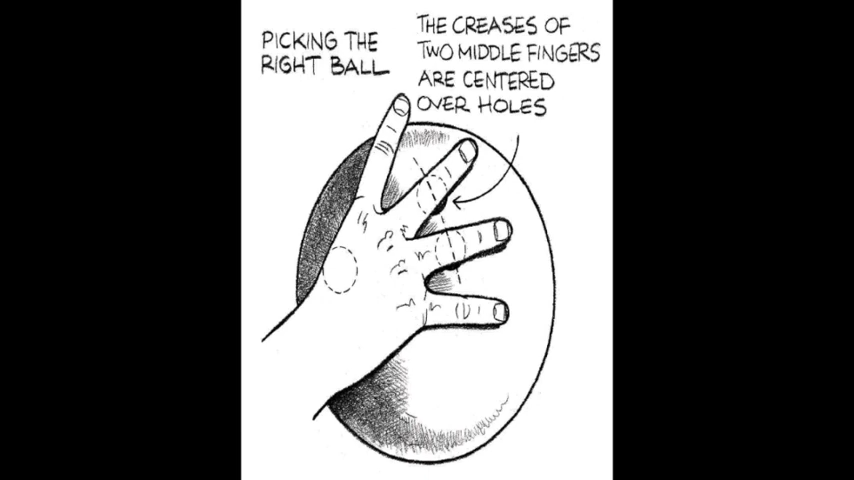 PICKING THE
RIGHT BALL
THE CREASES OF
TWO MIDDLE FINGERS
ARE CENTERED
OVER HOLES